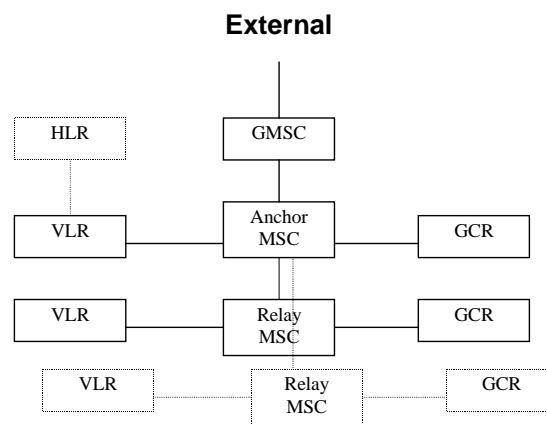 External
HLR
GMSC
VLR
Anchor
MSC
GCR
VLR
Relay
MSC
GCR
VLR
Relay
MSC
GCR